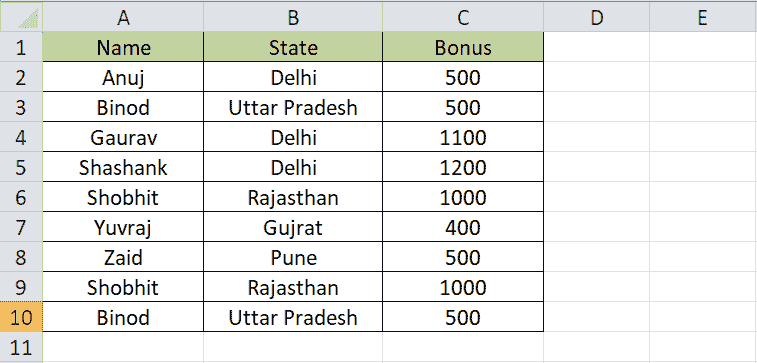 A B C D E
1 Name State Bonus
2 Anuj Delhi 500
3 Binod Uttar Pradesh 500
4 Gaurav Delhi 1100
5 Shashank Delhi 1200
6 Shobhit Rajasthan 1000
7 Yuvraj Gujrat 400
8 Zaid Pune 500
9 Shobhit Rajasthan 1000
10 Binod Uttar Pradesh 500
11